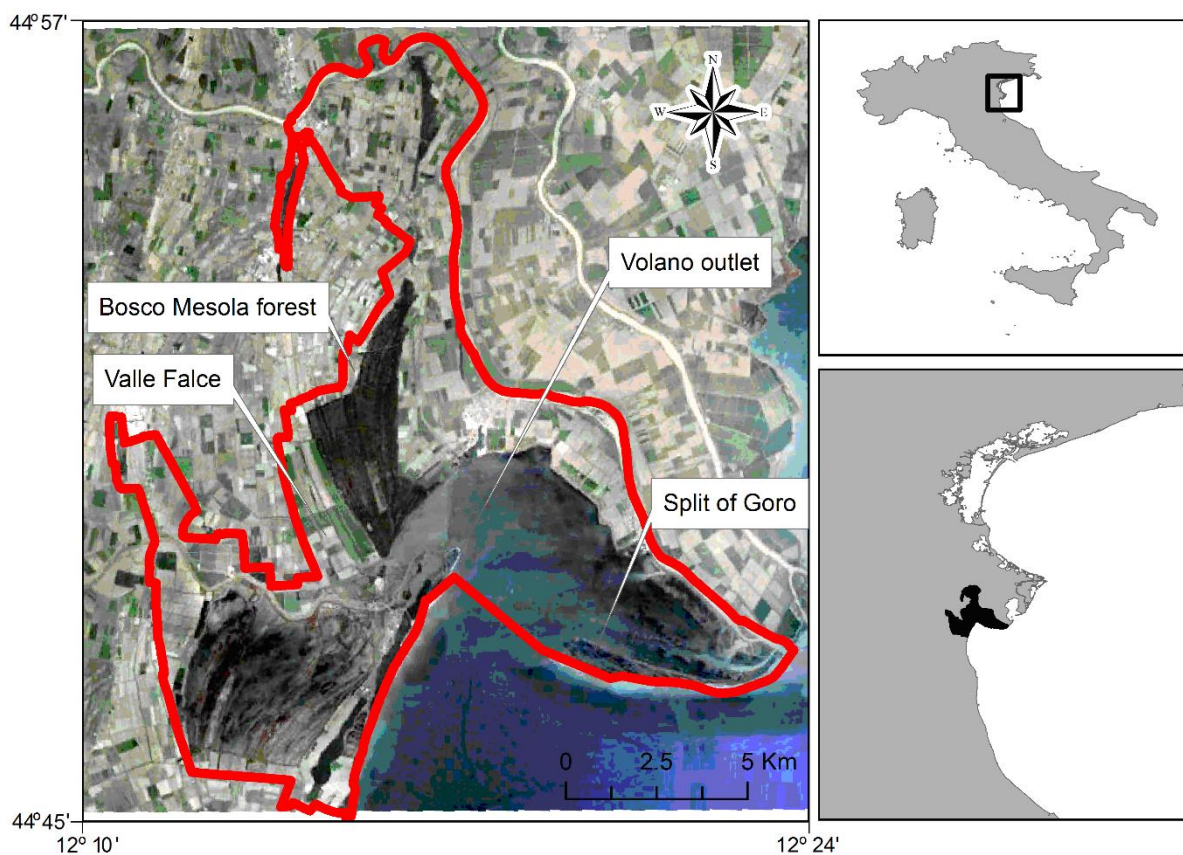 44° 57'
N
W
E
S
Volano outlet
Bosco Mesola forest
Valle Falce
Split of Goro
0 2.5 5 Km
44° 45'
12° 10'
12° 24'